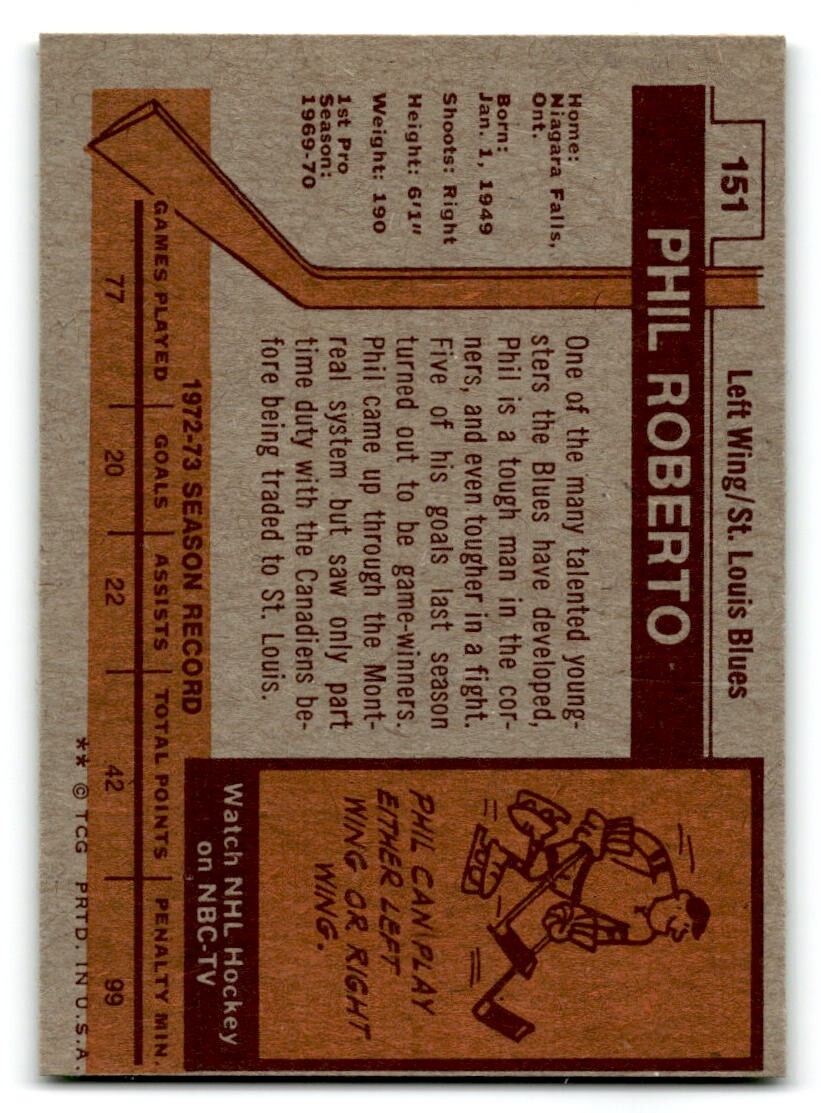 151
Left Wing/St. Louis Blues
PHIL ROBERTO
Home:
Niagara Falls,
Ont.
Born:
Jan. 1, 1949
Shoots: Right
Height: 6'1"
Weight: 190
1st Pro
Season:
1969-70
One of the many talented young-
sters the Blues have developed,
Phil is a tough man in the cor-
ners, and even tougher in a fight.
Five of his goals last season
turned out to be game-winners.
Phil came up through the Mont-
real system but saw only part
time duty with the Canadiens be-
fore being traded to St. Louis.
PHIL CAN PLAY
EITHER LEFT
WING OR RIGHT
WING.
Watch NHL Hockey
on NBC-TV
1972-73 SEASON RECORD
GAMES PLAYED GOALS ASSISTS TOTAL POINTS PENALTY MIN.
77 20 22 42 99
** © TCG PRTD. IN U.S.A.